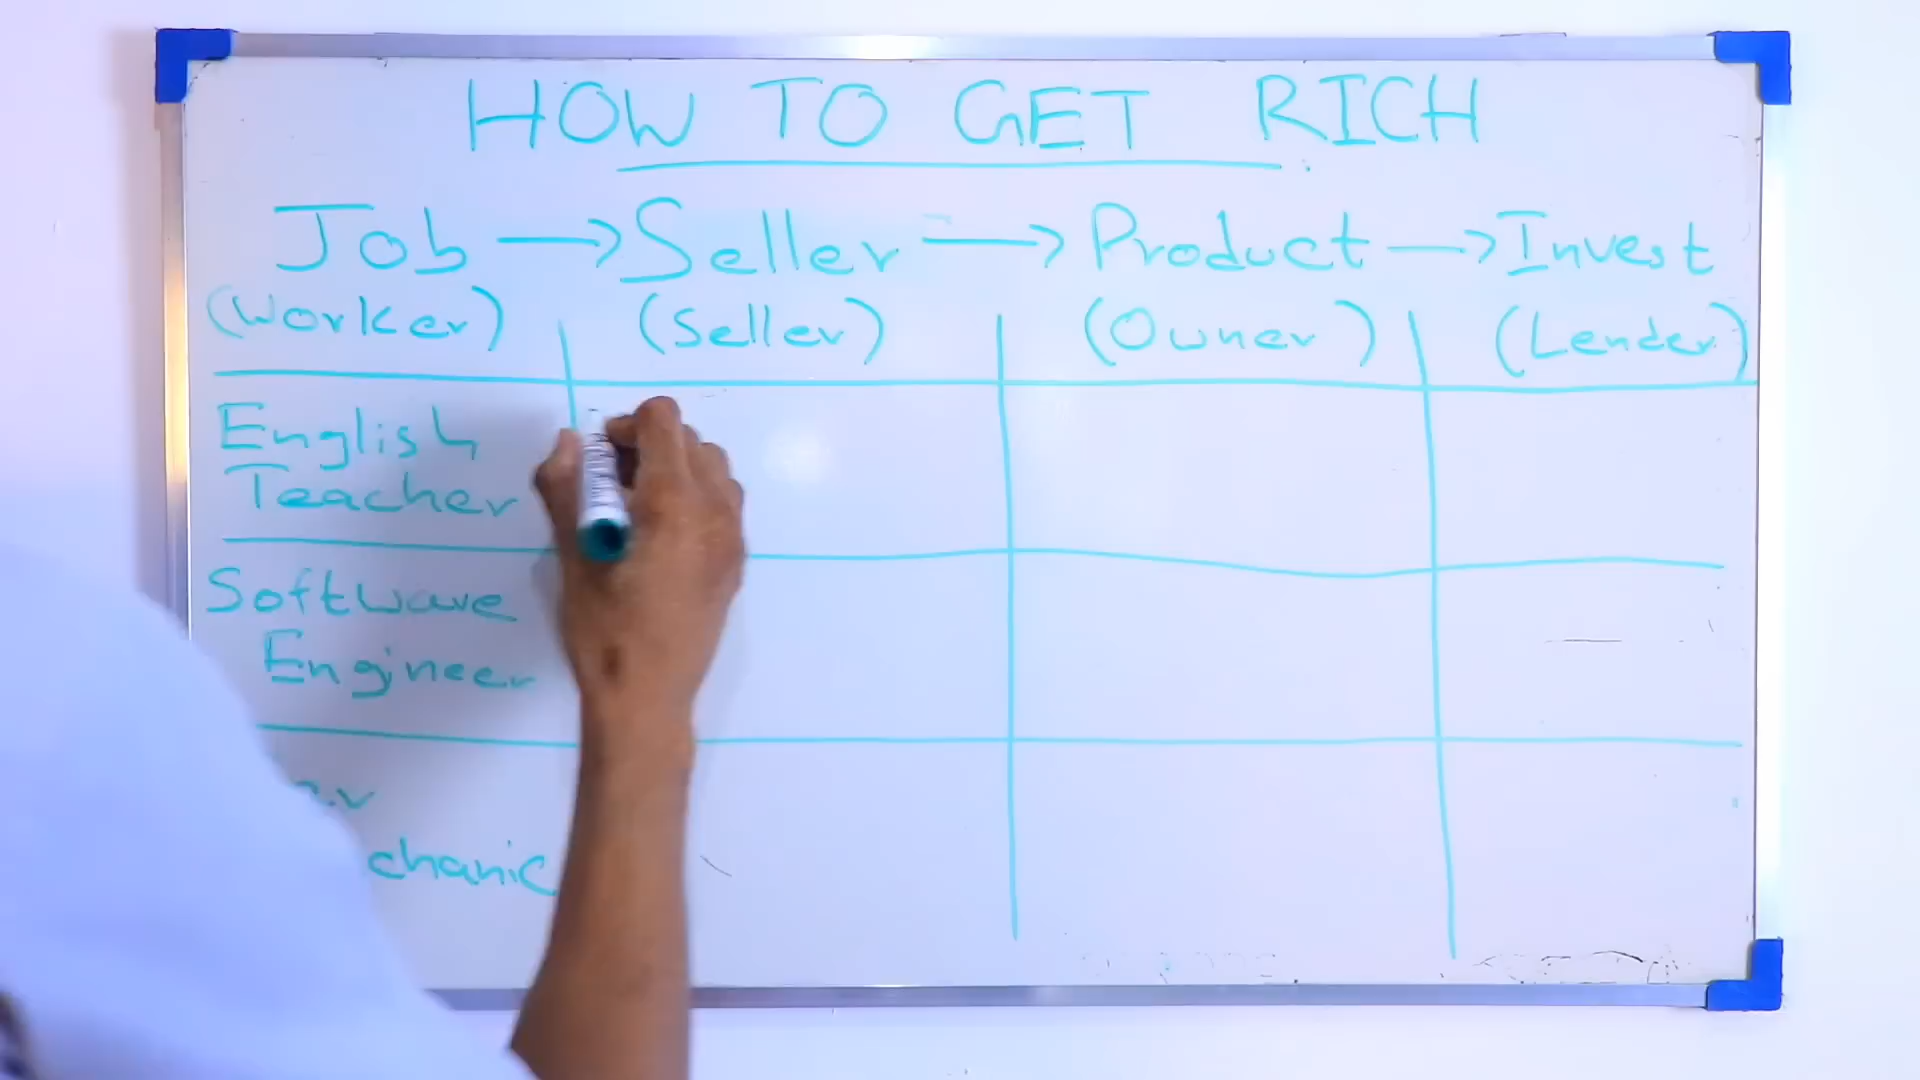 HOW TO GET RICH
Job → Seller → Product → Invest
(Worker) (Seller) (Owner) (Lender)
English
Teacher
Software
Engineer
chanic